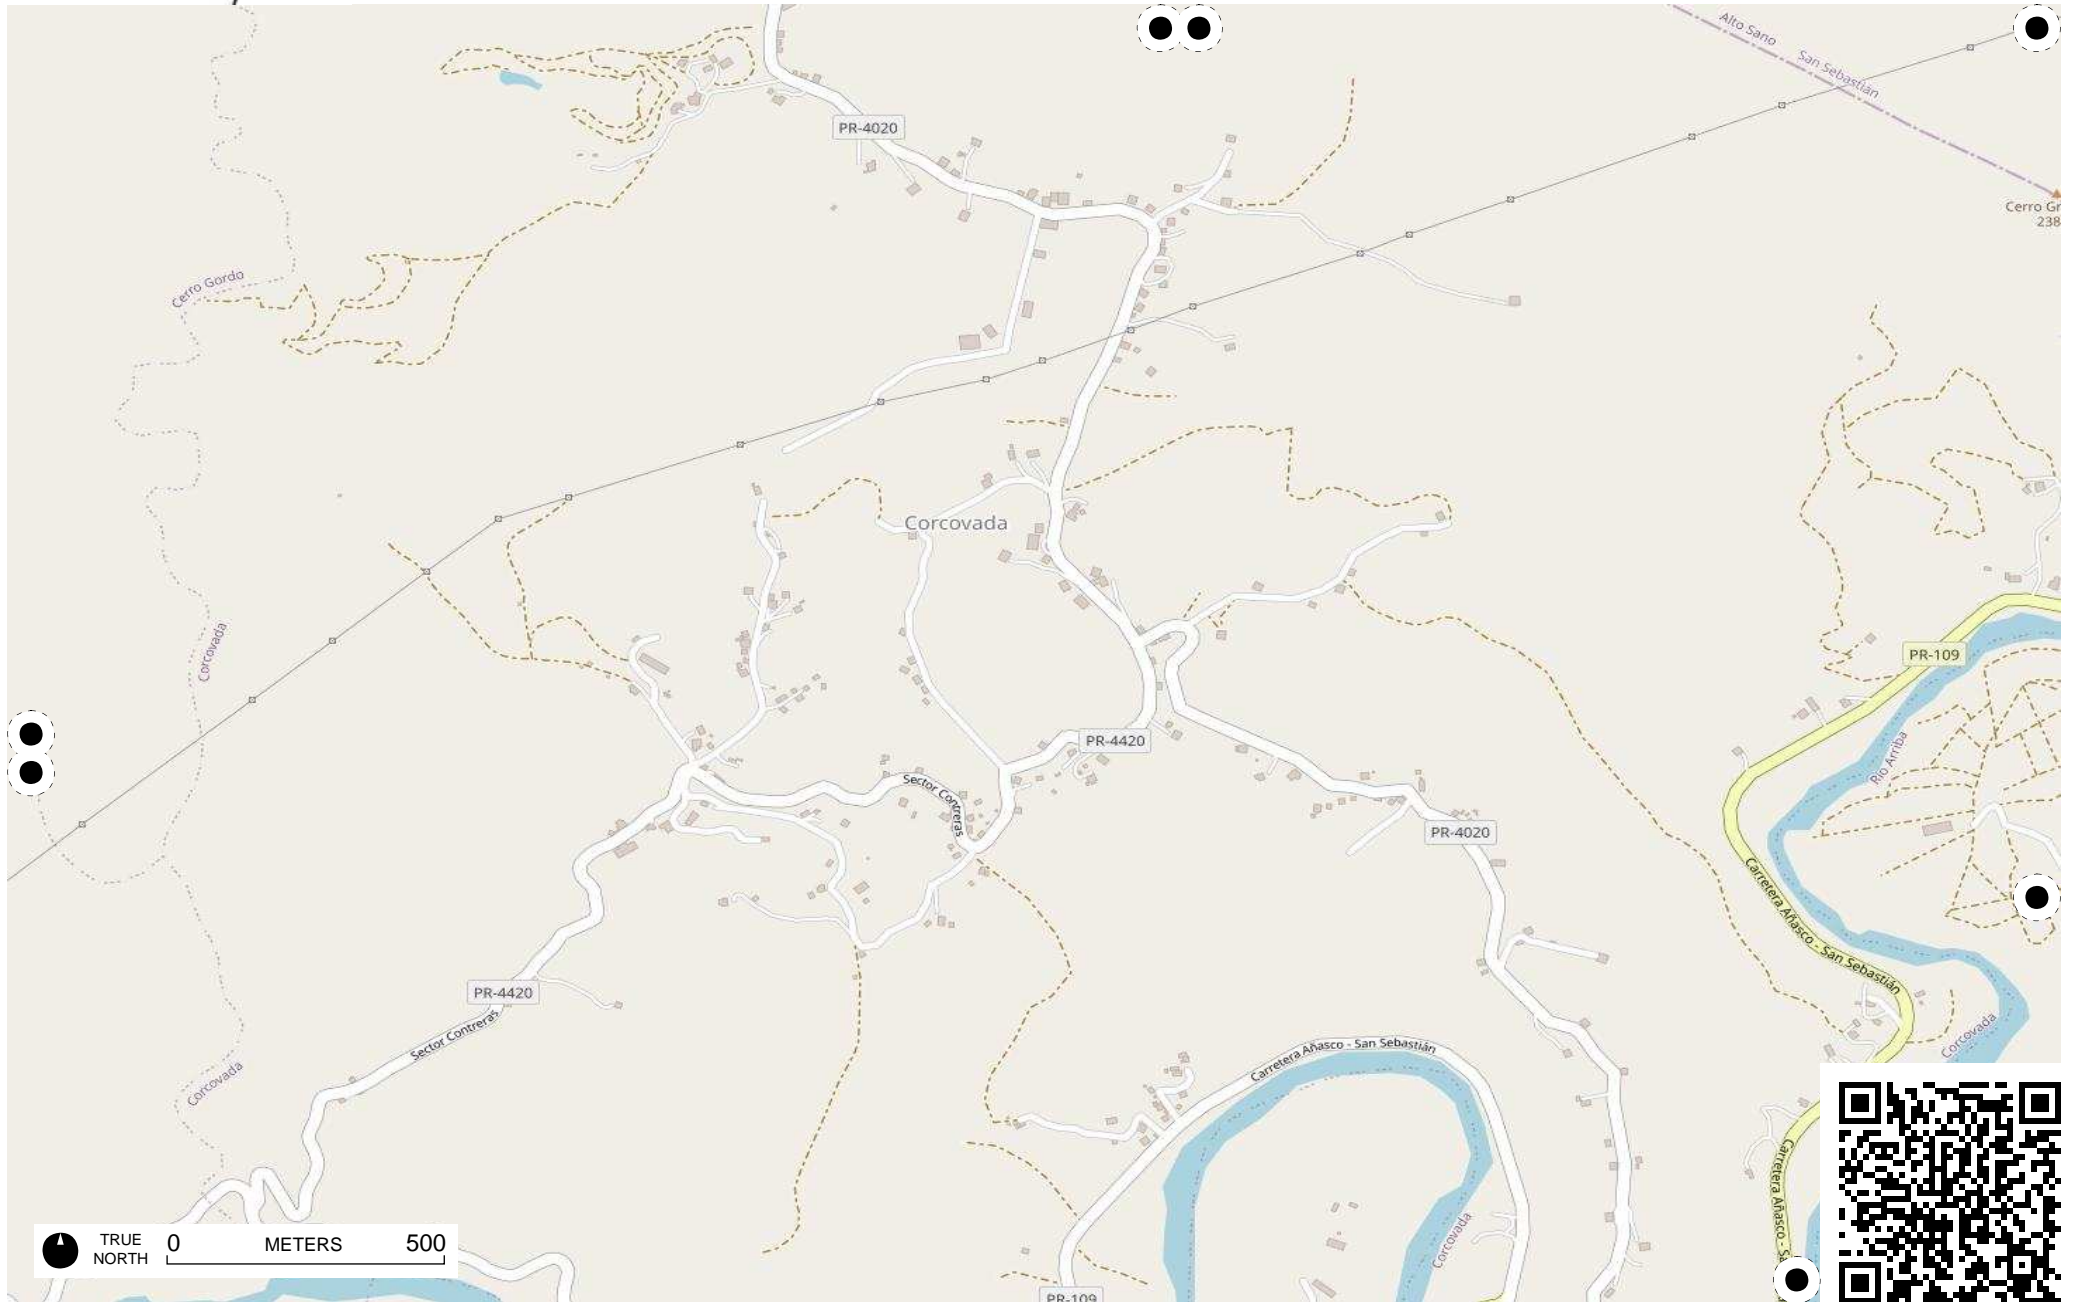 Alto Sano
San Sebastián
PR-4020
Cerro Gr
238
Cerro Gordo
Corcovada
Corcovada
PR-109
PR-4420
Río Arriba
Sector Contreras
PR-4020
Carretera Añasco - San Sebastián
PR-4420
Sector Contreras
Corcovada
Carretera Añasco - San Sebastián
Corcovada
Carretera Añasco - Sa
Corcovada
TRUE
NORTH
0 METERS 500
PR-109